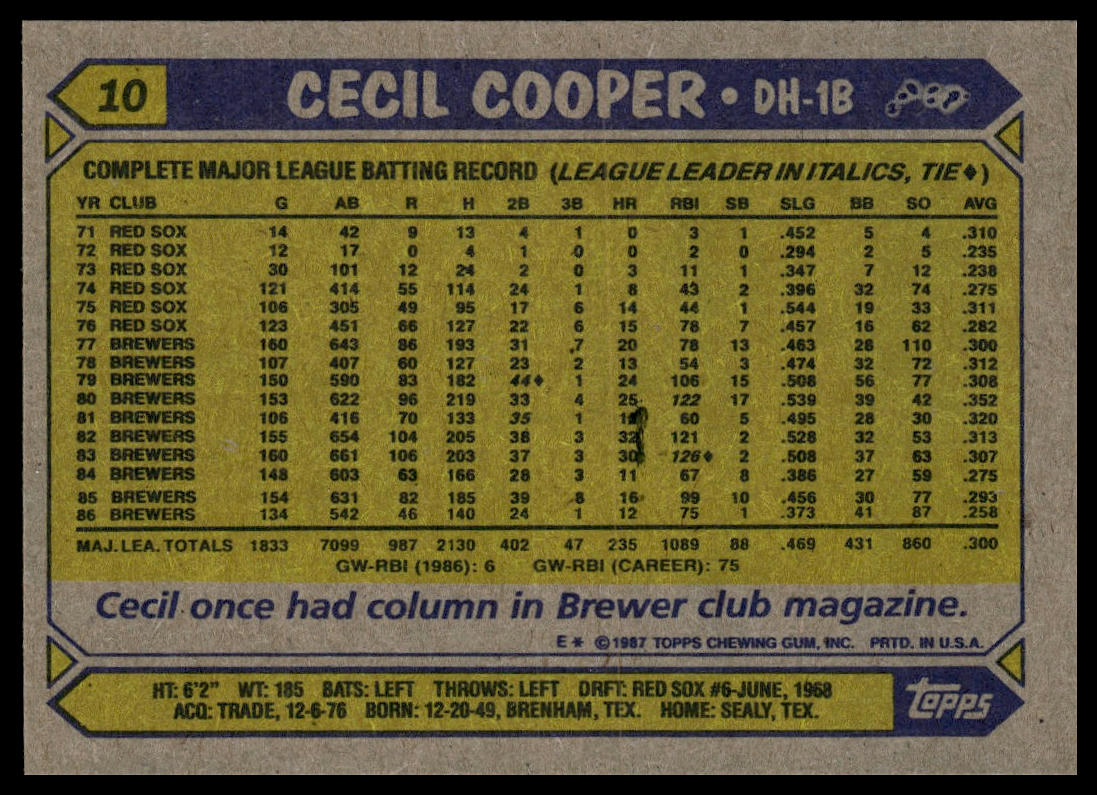 10 CECIL COOPER • DH-1B
COMPLETE MAJOR LEAGUE BATTING RECORD (LEAGUE LEADER IN ITALICS, TIE♦)
YR CLUB G AB R H 2B 3B HR RBI SB SLG BB SO AVG
71 RED SOX 14 42 9 13 4 1 0 3 1 .452 5 4 .310
72 RED SOX 12 17 0 4 1 0 0 2 0 .294 2 5 .235
73 RED SOX 30 101 12 24 2 0 3 11 1 .347 7 12 .238
74 RED SOX 121 414 55 114 24 1 8 43 2 .396 32 74 .275
75 RED SOX 106 305 49 95 17 6 14 44 1 .544 19 33 .311
76 RED SOX 123 451 66 127 22 6 15 78 7 .457 16 62 .282
77 BREWERS 160 643 86 193 31 7 20 78 13 .463 28 110 .300
78 BREWERS 107 407 60 127 23 2 13 54 3 .474 32 72 .312
79 BREWERS 150 590 83 182 44♦ 1 24 106 15 .508 56 77 .308
80 BREWERS 153 622 96 219 33 4 25 122 17 .539 39 42 .352
81 BREWERS 106 416 70 133 35 1 60 5 .495 28 30 .320
82 BREWERS 155 654 104 205 38 3 32 121 2 .528 32 53 .313
83 BREWERS 160 661 106 203 37 3 30 126♦ 2 .508 37 63 .307
84 BREWERS 148 603 63 166 28 3 11 67 8 .386 27 59 .275
85 BREWERS 154 631 82 185 39 8 16 99 10 .456 30 77 .293
86 BREWERS 134 542 46 140 24 1 12 75 1 .373 41 87 .258
MAJ. LEA. TOTALS 1833 7099 987 2130 402 47 235 1089 88 .469 431 860 .300
GW-RBI (1986): 6 GW-RBI (CAREER): 75
Cecil once had column in Brewer club magazine.
E * ©1987 TOPPS CHEWING GUM, INC. PRTD. IN U.S.A.
HT: 6'2" WT: 185 BATS: LEFT THROWS: LEFT DRFT: RED SOX #6-JUNE, 1968
ACQ: TRADE, 12-6-76 BORN: 12-20-49, BRENHAM, TEX. HOME: SEALY, TEX.
topps